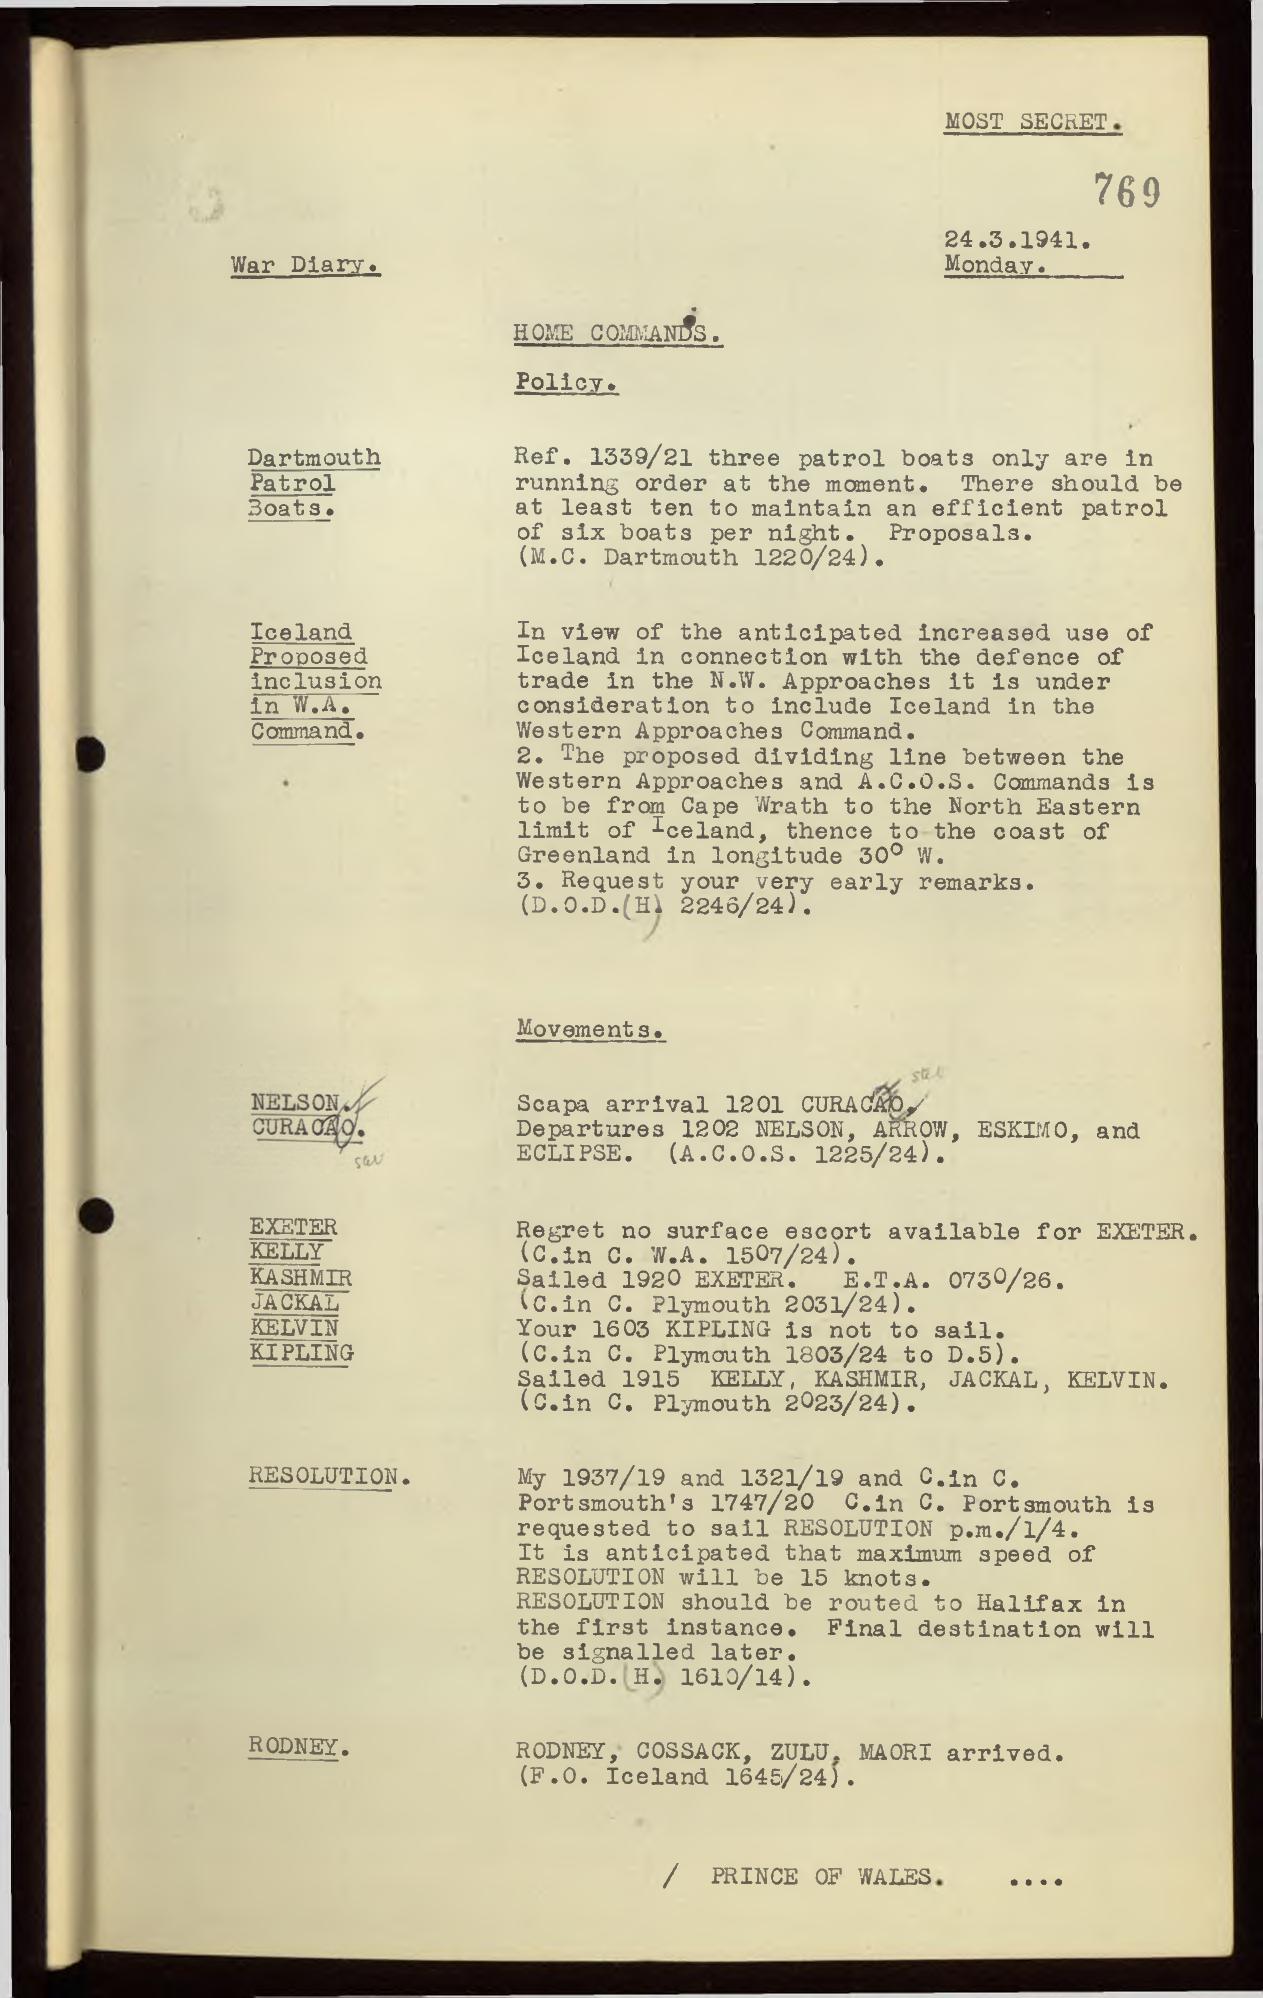 MOST SECRET.
769
24.3.1941.
War Diary.
Monday.
HOME COMMANDS.
Policy.
Dartmouth
Patrol
Boats.
Ref. 1339/21 three patrol boats only are in
running order at the moment. There should be
at least ten to maintain an efficient patrol
of six boats per night. Proposals.
(M.C. Dartmouth 1220/24).
Iceland
Proposed
inclusion
in W.A.
Command.
In view of the anticipated increased use of
Iceland in connection with the defence of
trade in the N.W. Approaches it is under
consideration to include Iceland in the
Western Approaches Command.
2. The proposed dividing line between the
Western Approaches and A.C.O.S. Commands is
to be from Cape Wrath to the North Eastern
limit of Iceland, thence to the coast of
Greenland in longitude 30° W.
3. Request your very early remarks.
(D.O.D.(H) 2246/24).
Movements.
NELSON.
CURACAO.
Scapa arrival 1201 CURACAO.
Departures 1202 NELSON, ARROW, ESKIMO, and
ECLIPSE. (A.C.O.S. 1225/24).
EXETER
KELLY
KASHMIR
JACKAL
KELVIN
KIPLING
Regret no surface escort available for EXETER.
(C.in C. W.A. 1507/24).
Sailed 1920 EXETER. E.T.A. 0730/26.
(C.in C. Plymouth 2031/24).
Your 1603 KIPLING is not to sail.
(C.in C. Plymouth 1803/24 to D.5).
Sailed 1915 KELLY, KASHMIR, JACKAL, KELVIN.
(C.in C. Plymouth 2023/24).
RESOLUTION.
My 1937/19 and 1321/19 and C.in C.
Portsmouth's 1747/20 C.in C. Portsmouth is
requested to sail RESOLUTION p.m./1/4.
It is anticipated that maximum speed of
RESOLUTION will be 15 knots.
RESOLUTION should be routed to Halifax in
the first instance. Final destination will
be signalled later.
(D.O.D.(H.) 1610/14).
RODNEY.
RODNEY, COSSACK, ZULU, MAORI arrived.
(F.O. Iceland 1645/24).
/ PRINCE OF WALES. ....